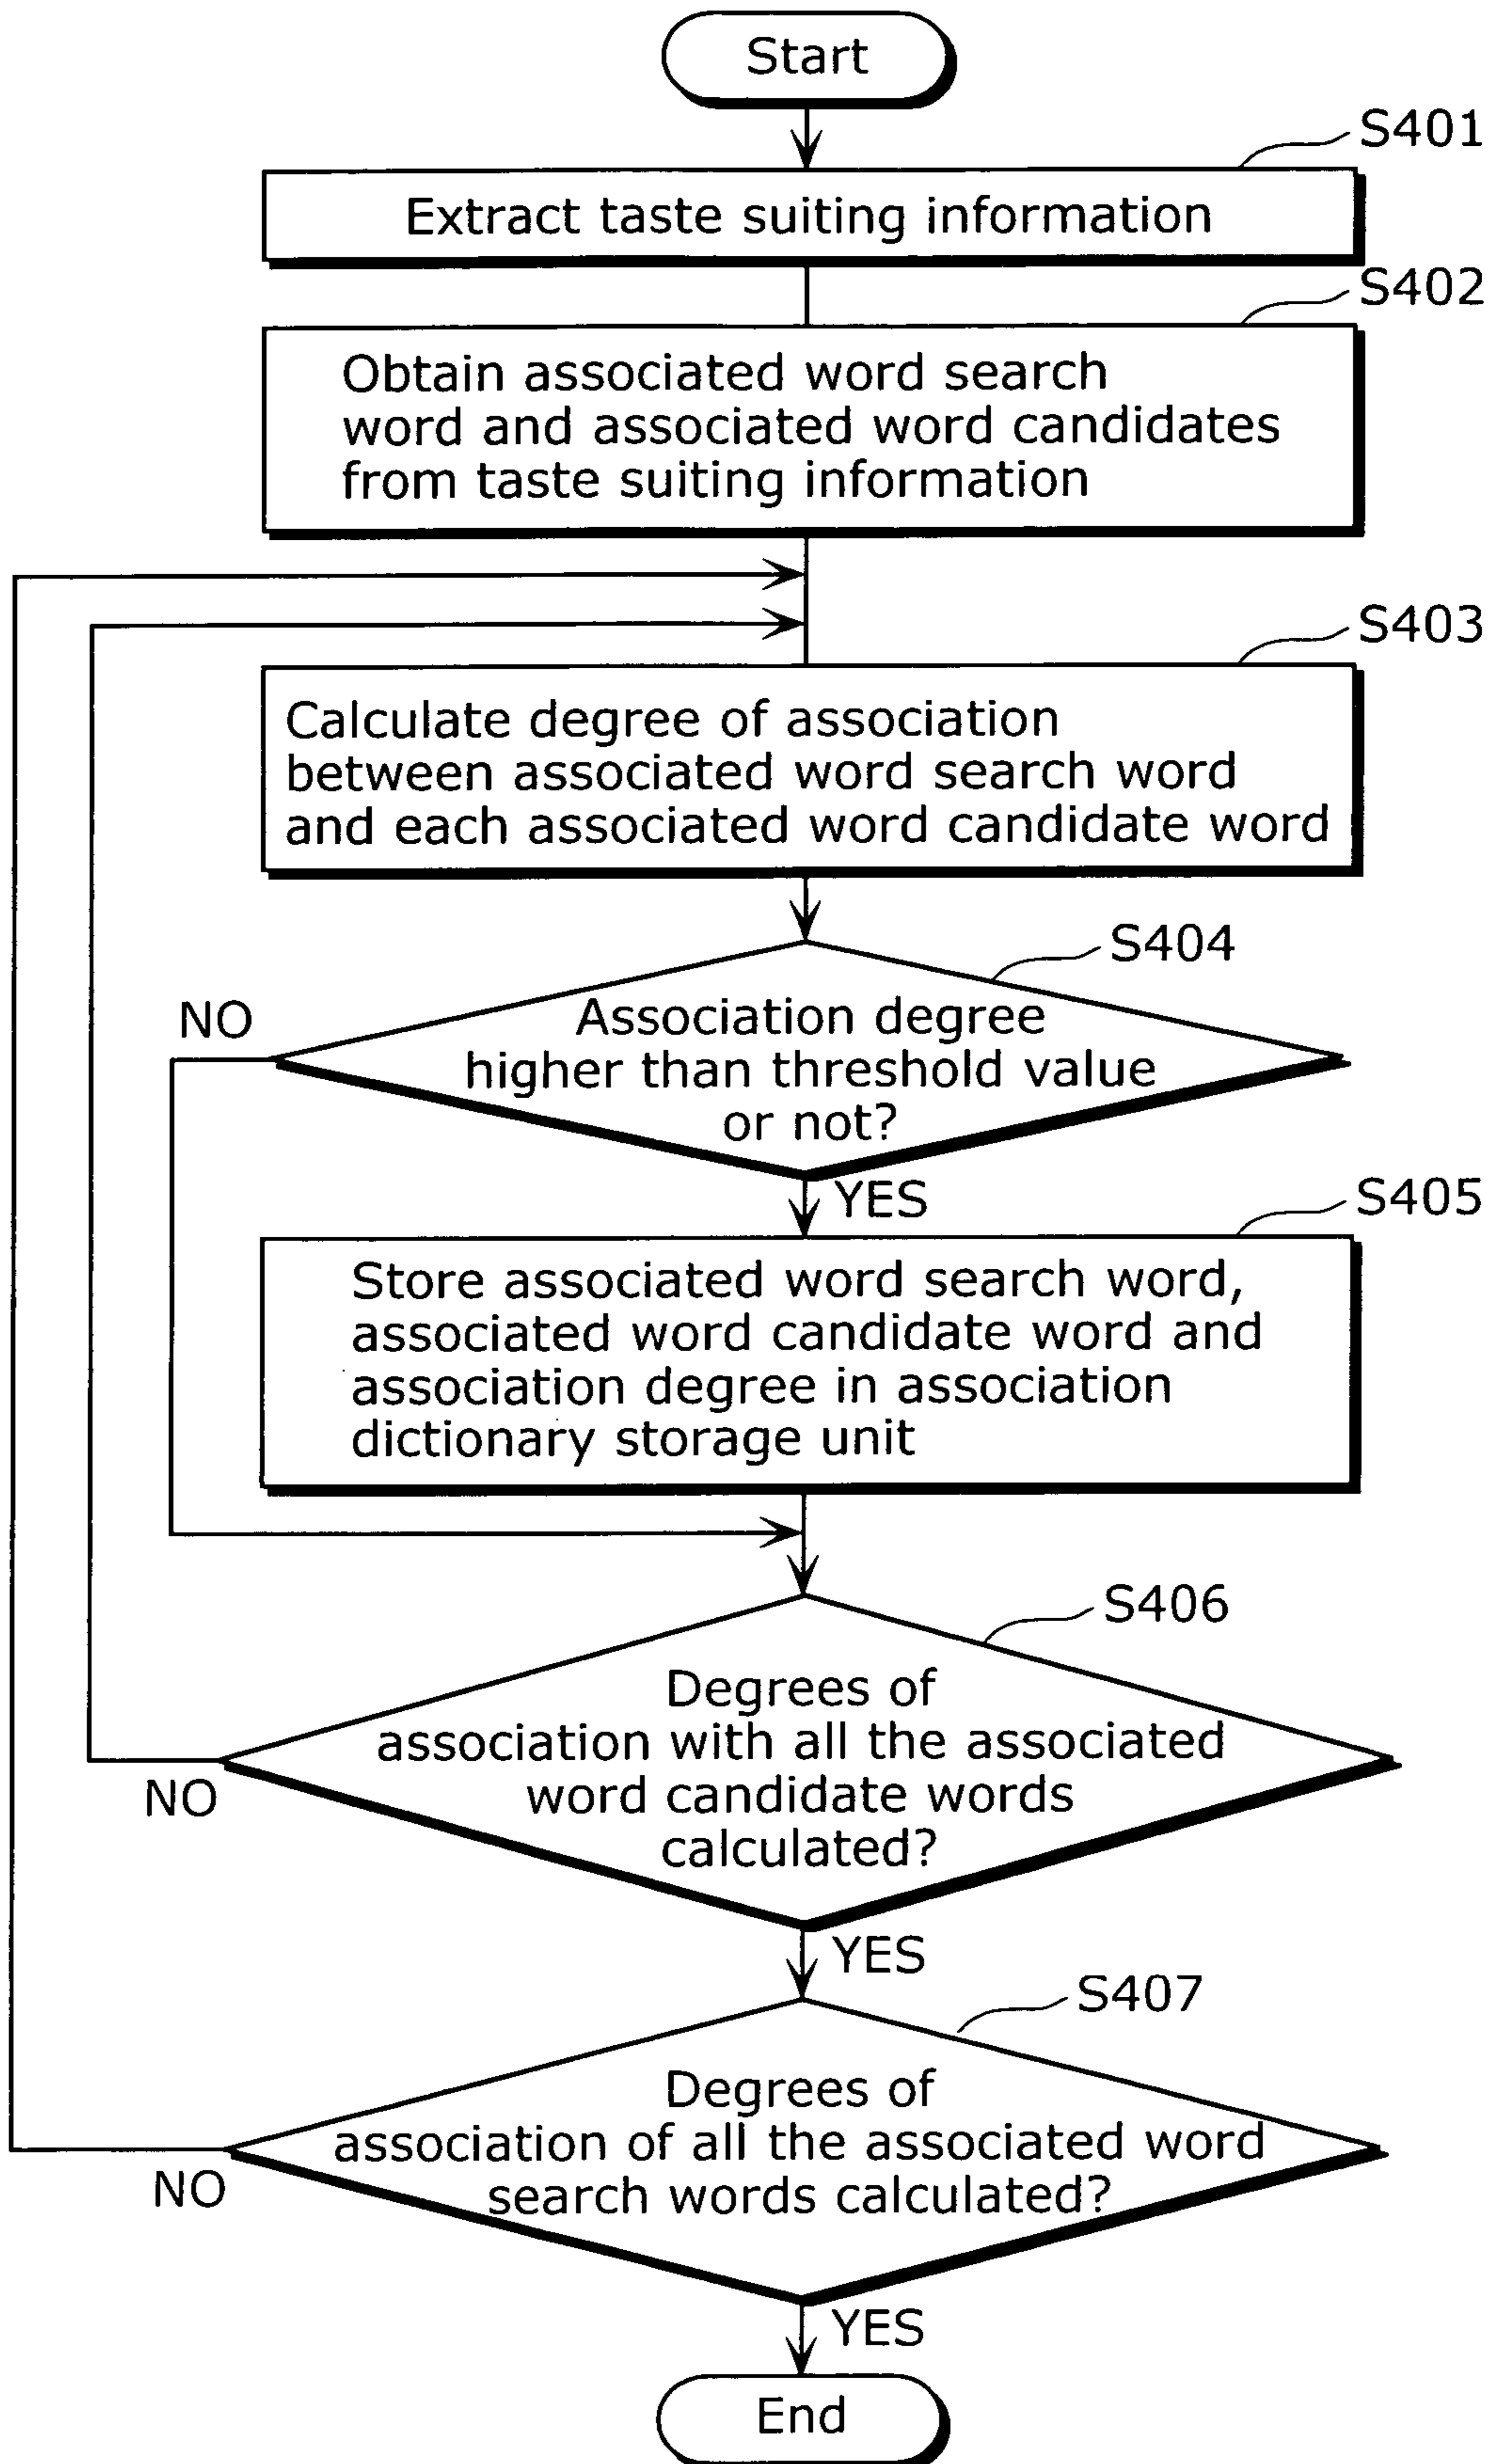 Start
S401
Extract taste suiting information
S402
Obtain associated word search
word and associated word candidates
from taste suiting information
S403
Calculate degree of association
between associated word search word
and each associated word candidate word
S404
NO
Association degree
higher than threshold value
or not?
YES
S405
Store associated word search word,
associated word candidate word and
association degree in association
dictionary storage unit
S406
Degrees of
association with all the associated
word candidate words
calculated?
NO
YES
S407
Degrees of
association of all the associated word
search words calculated?
NO
YES
End